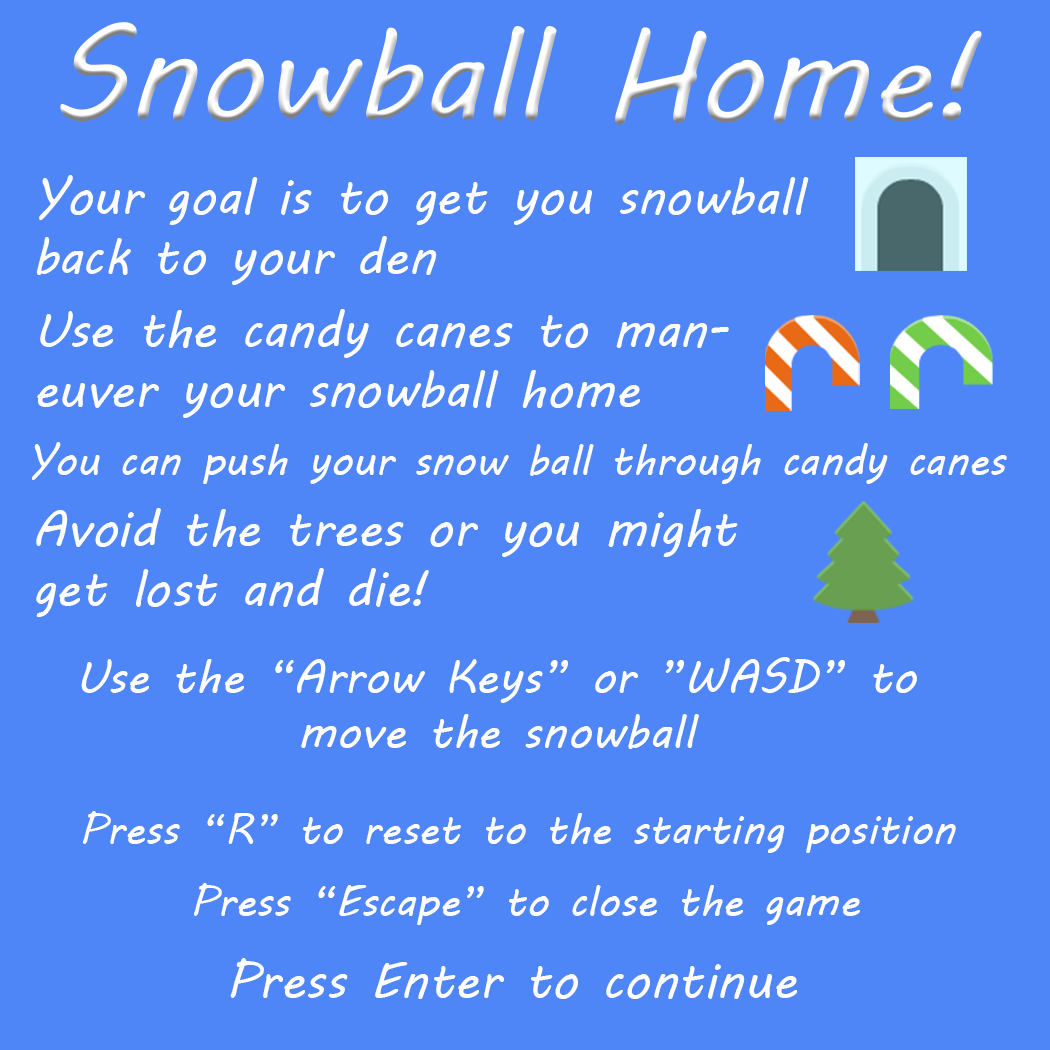 Snowball Home!
Your goal is to get you snowball
back to your den
Use the candy canes to man-
euver your snowball home
You can push your snow ball through candy canes
Avoid the trees or you might
get lost and die!
Use the “Arrow Keys” or ”WASD” to
move the snowball
Press “R” to reset to the starting position
Press “Escape” to close the game
Press Enter to continue